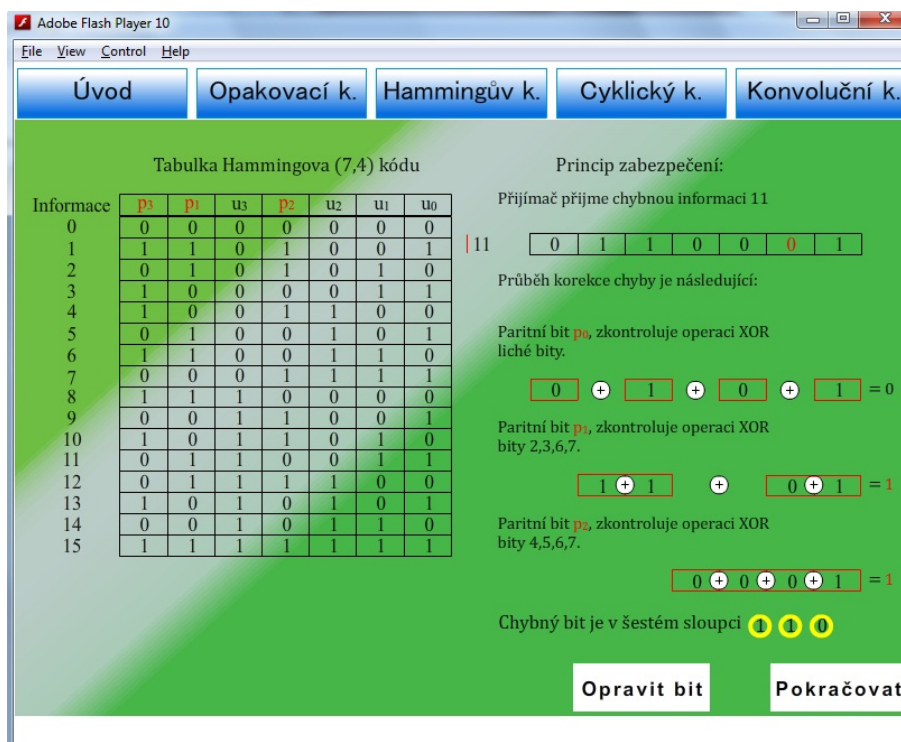 Adobe Flash Player 10
File View Control Help
Úvod Opakovací k. Hammingův k. Cyklický k. Konvoluční k.
Tabulka Hammingova (7,4) kódu
Informace p3 p1 u3 p2 u2 u1 u0
0 0 0 0 0 0 0 0
1 1 1 0 1 0 0 1
2 0 1 0 1 0 1 0
3 1 0 0 0 0 1 1
4 1 0 0 1 1 0 0
5 0 1 0 0 1 0 1
6 1 1 0 0 1 1 0
7 0 0 0 1 1 1 1
8 1 1 1 0 0 0 0
9 0 0 1 1 0 0 1
10 1 0 1 1 0 1 0
11 0 1 1 0 0 1 1
12 0 1 1 1 1 0 0
13 1 0 1 0 1 0 1
14 0 0 1 0 1 1 0
15 1 1 1 1 1 1 1
Princip zabezpečení:
Přijímač přijme chybnou informaci 11
11 0 1 1 0 0 0 1
Průběh korekce chyby je následující:
Paritní bit p0, zkontroluje operaci XOR
liché bity.
0 + 1 + 0 + 1 = 0
Paritní bit p1, zkontroluje operaci XOR
bity 2,3,6,7.
1 + 1 + 0 + 1 = 1
Paritní bit p2, zkontroluje operaci XOR
bity 4,5,6,7.
0 + 0 + 0 + 1 = 1
Chybný bit je v šestém sloupci 1 1 0
Opravit bit Pokračovat